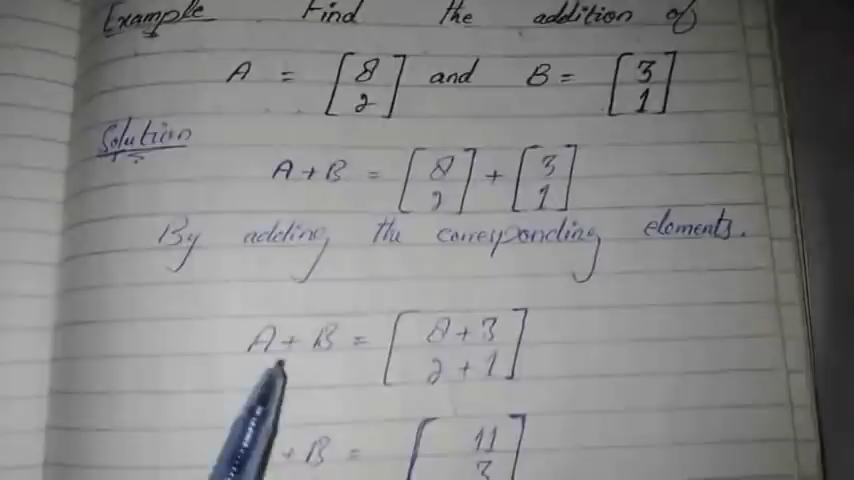 Example Find the addition of
A = [8 2] and B = [3 1]
Solution
A + B = [8 2] + [3 1]
By adding the corresponding elements.
A + B = [8 + 3 2 + 1]
+ B = [11 3]